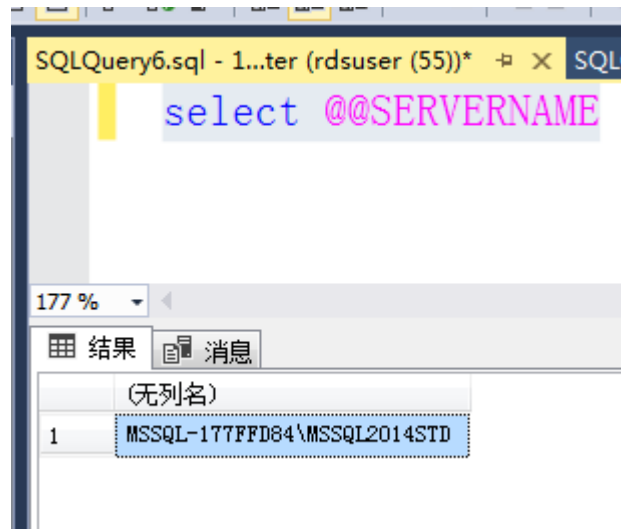 SQLQuery6.sql - 1...ter (rdsuser (55))* SQL
select @@SERVERNAME
177 %
结果 消息
(无列名)
1 MSSQL-177FFD84\MSSQL2014STD